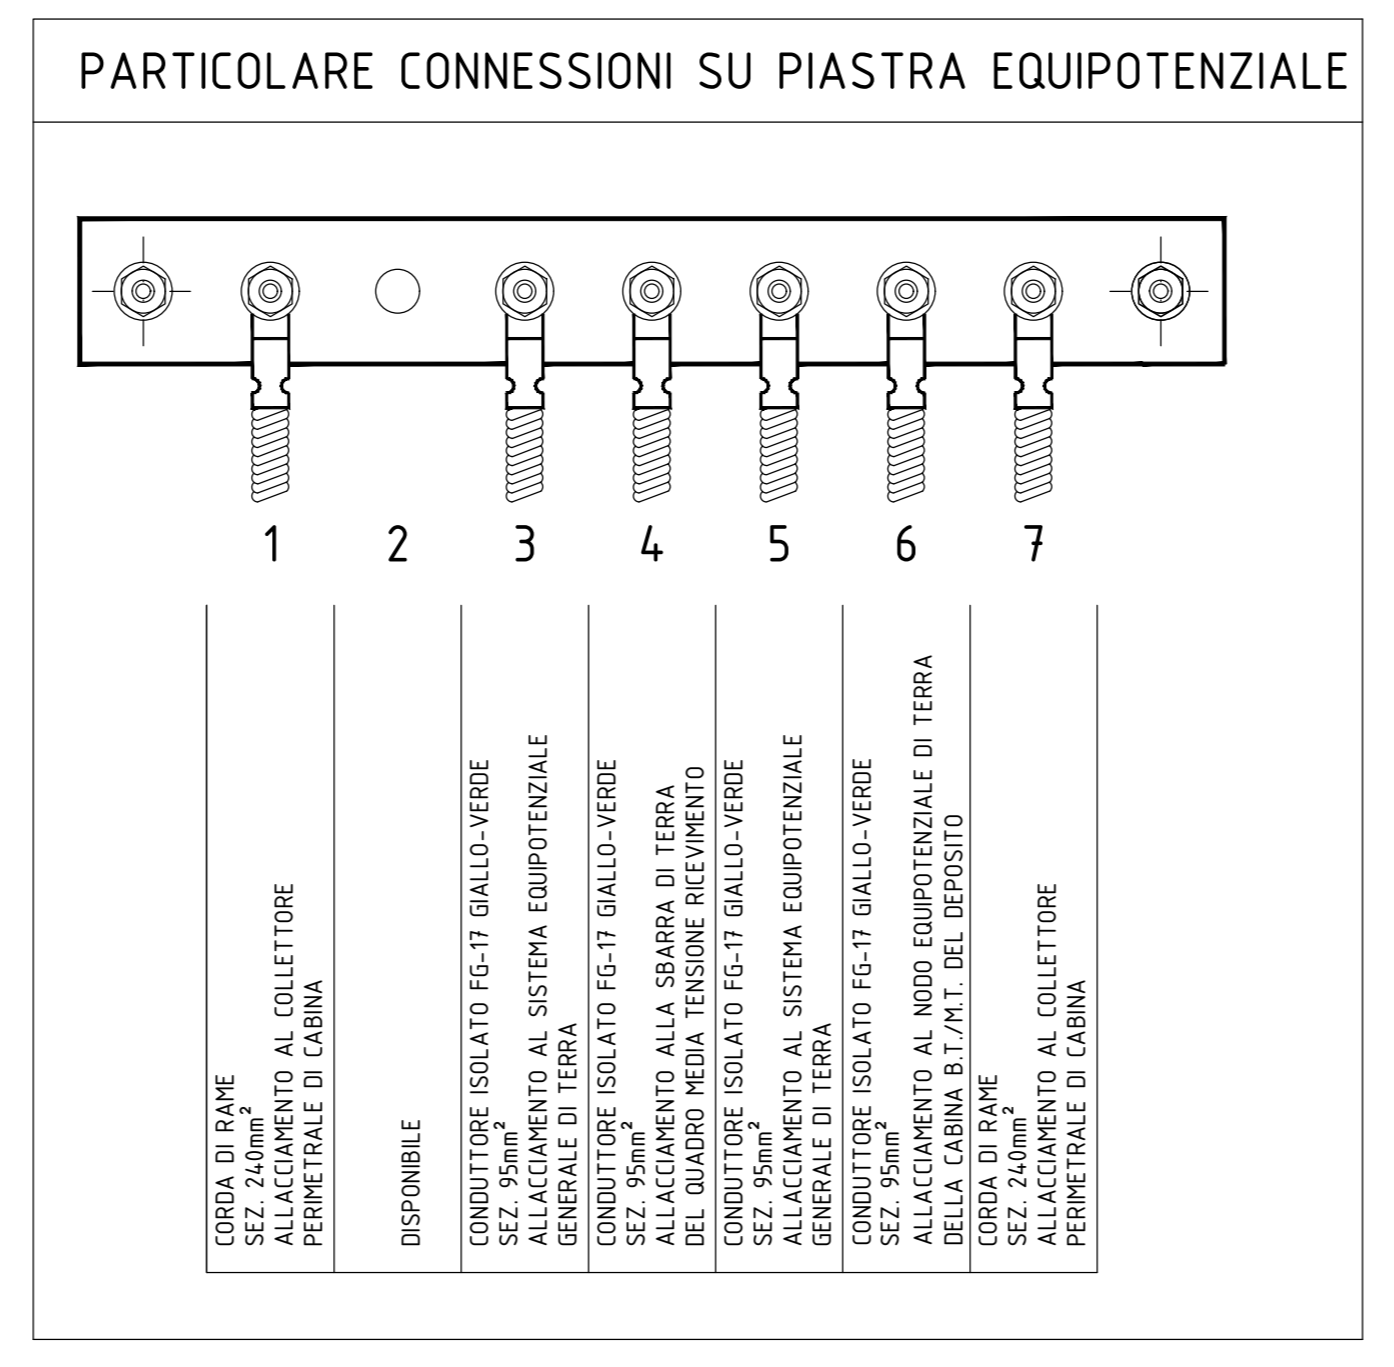 PARTICOLARE CONNESSIONI SU PIASTRA EQUIPOTENZIALE
1
2
3
4
5
6
7
CORDA DI RAME
SEZ. 240mm²
ALLACCIAMENTO AL COLLETTORE
PERIMETRALE DI CABINA
DISPONIBILE
CONDUTTORE ISOLATO FG-17 GIALLO-VERDE
SEZ. 95mm²
ALLACCIAMENTO AL SISTEMA EQUIPOTENZIALE
GENERALE DI TERRA
CONDUTTORE ISOLATO FG-17 GIALLO-VERDE
SEZ. 95mm²
ALLACCIAMENTO ALLA SBARRA DI TERRA
DEL QUADRO MEDIA TENSIONE RICEVIMENTO
CONDUTTORE ISOLATO FG-17 GIALLO-VERDE
SEZ. 95mm²
ALLACCIAMENTO AL SISTEMA EQUIPOTENZIALE
GENERALE DI TERRA
CONDUTTORE ISOLATO FG-17 GIALLO-VERDE
SEZ. 95mm²
ALLACCIAMENTO AL NODO EQUIPOTENZIALE DI TERRA
DELLA CABINA B.T./M.T. DEL DEPOSITO
CORDA DI RAME
SEZ. 240mm²
ALLACCIAMENTO AL COLLETTORE
PERIMETRALE DI CABINA